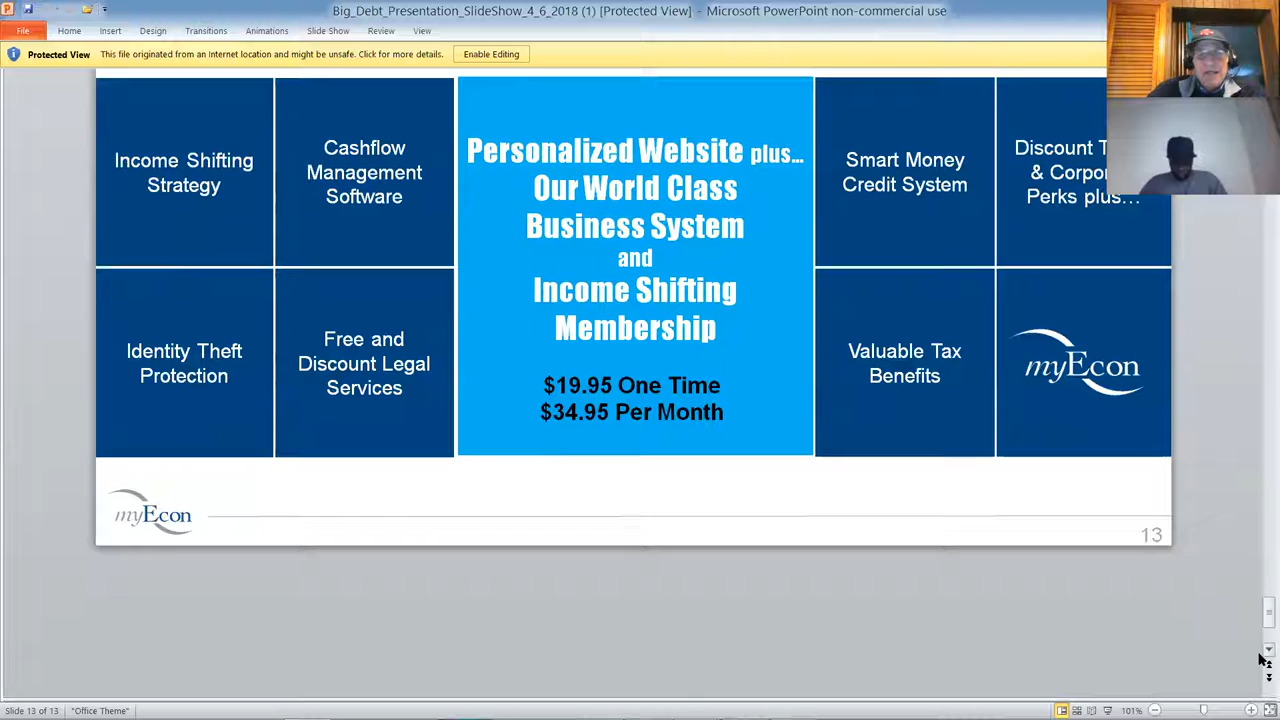 Big_Debt_Presentation_SlideShow_4_6_2018 (1) [Protected View] - Microsoft PowerPoint non-commercial use
File Home Insert Design Transitions Animations Slide Show Review View
Protected View This file originated from an Internet location and might be unsafe. Click for more details. Enable Editing
Income Shifting
Strategy
Cashflow
Management
Software
Personalized Website plus...
Our World Class
Business System
and
Income Shifting
Membership
$19.95 One Time
$34.95 Per Month
Smart Money
Credit System
Discount
& 
Perks plus...
Identity Theft
Protection
Free and
Discount Legal
Services
Valuable Tax
Benefits
myEcon
myEcon
13
Slide 13 of 13 "Office Theme" 101%